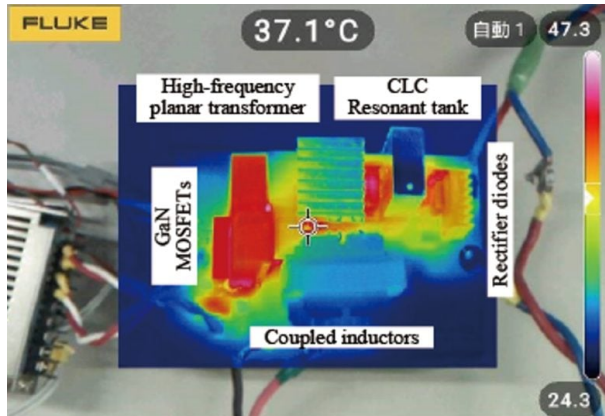 FLUKE
37.1°C
自動 1
47.3
High-frequency
planar transformer
CLC
Resonant tank
GaN
MOSFETs
Rectifier diodes
Coupled inductors
24.3